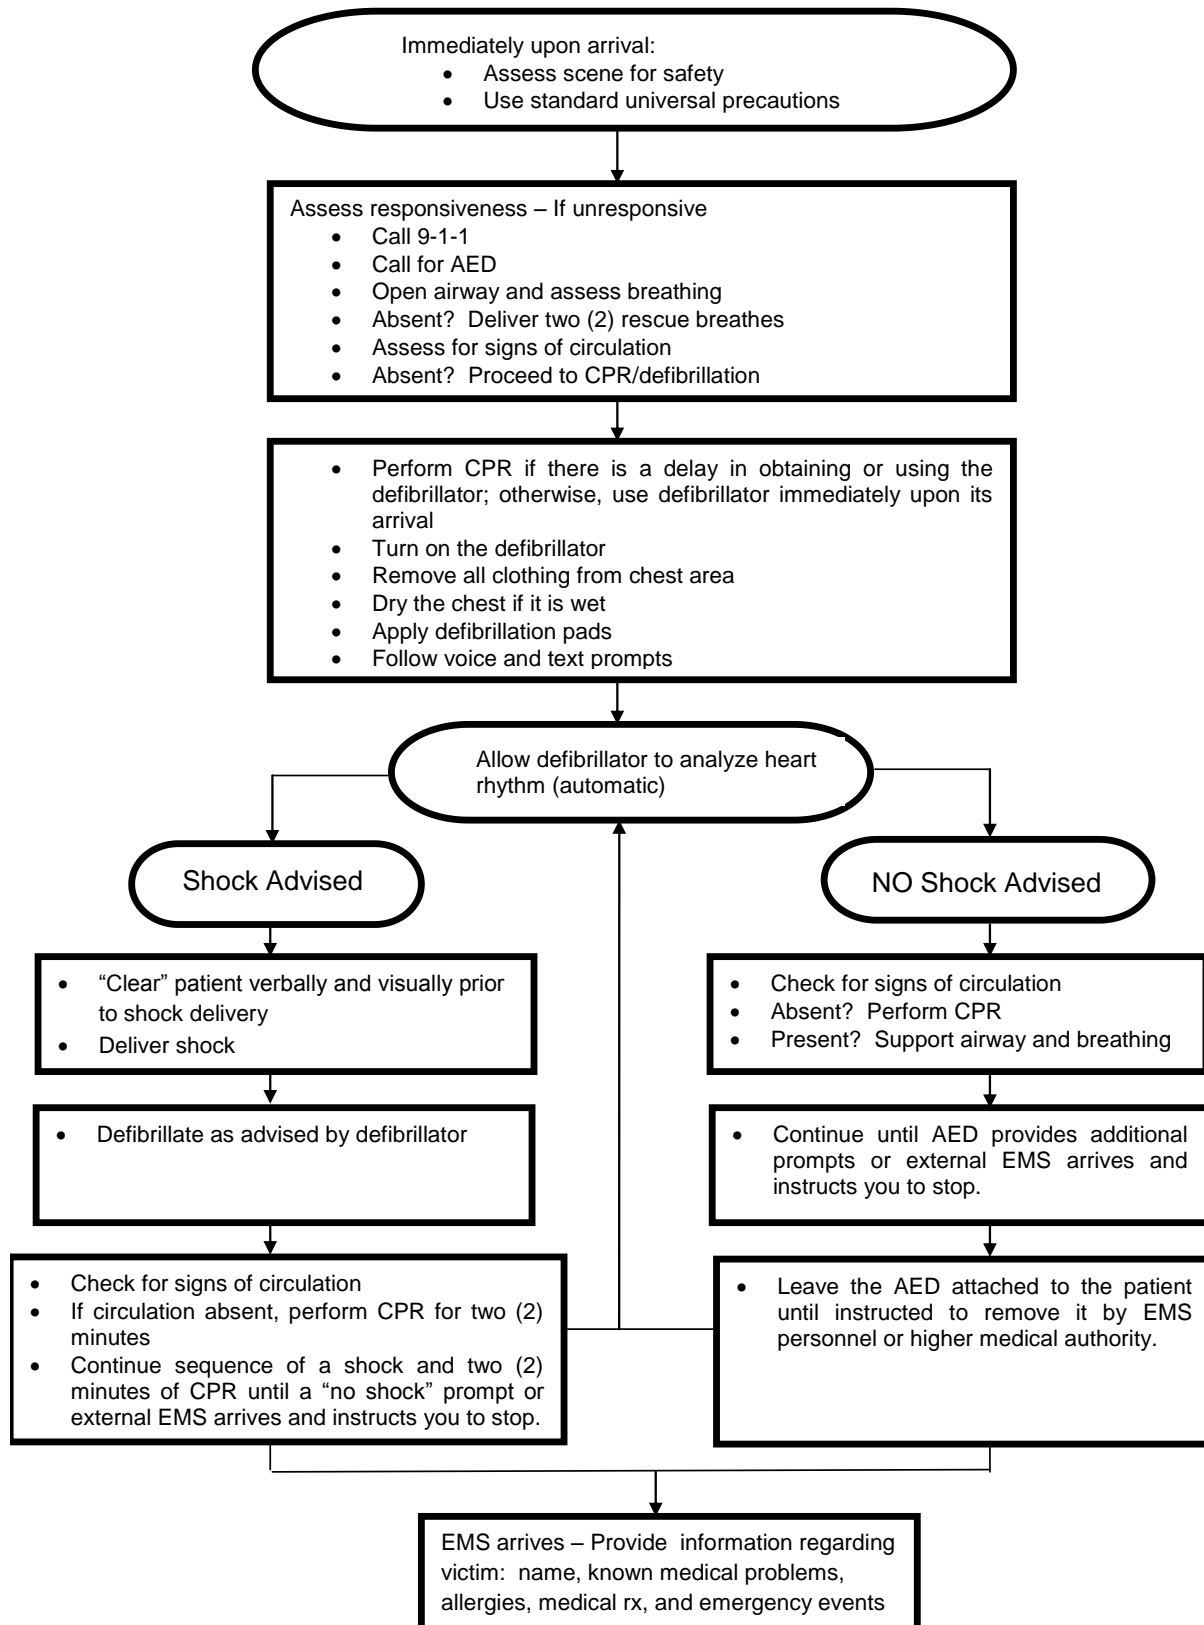 Immediately upon arrival:
• Assess scene for safety
• Use standard universal precautions
Assess responsiveness – If unresponsive
• Call 9-1-1
• Call for AED
• Open airway and assess breathing
• Absent? Deliver two (2) rescue breathes
• Assess for signs of circulation
• Absent? Proceed to CPR/defibrillation
• Perform CPR if there is a delay in obtaining or using the
defibrillator; otherwise, use defibrillator immediately upon its
arrival
• Turn on the defibrillator
• Remove all clothing from chest area
• Dry the chest if it is wet
• Apply defibrillation pads
• Follow voice and text prompts
Allow defibrillator to analyze heart
rhythm (automatic)
Shock Advised
• “Clear” patient verbally and visually prior
to shock delivery
• Deliver shock
• Defibrillate as advised by defibrillator
• Check for signs of circulation
• If circulation absent, perform CPR for two (2)
minutes
• Continue sequence of a shock and two (2)
minutes of CPR until a “no shock” prompt or
external EMS arrives and instructs you to stop.
NO Shock Advised
• Check for signs of circulation
• Absent? Perform CPR
• Present? Support airway and breathing
• Continue until AED provides additional
prompts or external EMS arrives and
instructs you to stop.
• Leave the AED attached to the patient
until instructed to remove it by EMS
personnel or higher medical authority.
EMS arrives – Provide information regarding
victim: name, known medical problems,
allergies, medical rx, and emergency events